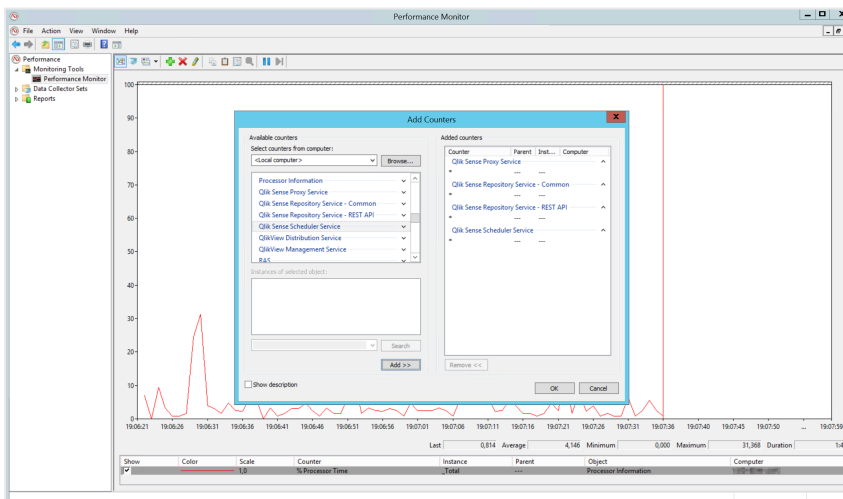 Performance Monitor
File Action View Window Help
Performance
Monitoring Tools
Performance Monitor
Data Collector Sets
Reports
100
90
80
70
60
50
40
30
20
10
0
Add Counters
Available counters
Select counters from computer:
<Local computer>
Browse...
Processor Information
Qlik Sense Proxy Service
Qlik Sense Repository Service - Common
Qlik Sense Repository Service - REST API
Qlik Sense Scheduler Service
QlikView Distribution Service
QlikView Management Service
RAS
Instances of selected object:
Search
Add >>
Show description
Added counters
Counter Parent Inst... Computer
Qlik Sense Proxy Service
* --- ---
Qlik Sense Repository Service - Common
* --- ---
Qlik Sense Repository Service - REST API
* --- ---
Qlik Sense Scheduler Service
* --- ---
Remove <<
OK Cancel
19:06:21 19:06:26 19:06:31 19:06:36 19:06:41 19:06:46 19:06:51 19:06:56 19:07:01 19:07:06 19:07:11 19:07:16 19:07:21 19:07:26 19:07:31 19:07:36 19:07:40 19:07:45 19:07:50 ... 19:07:59
Last 0,814 Average 4,146 Minimum 0,000 Maximum 31,368 Duration 1:4
Show Color Scale Counter Instance Parent Object Computer
1,0 % Processor Time _Total --- Processor Information